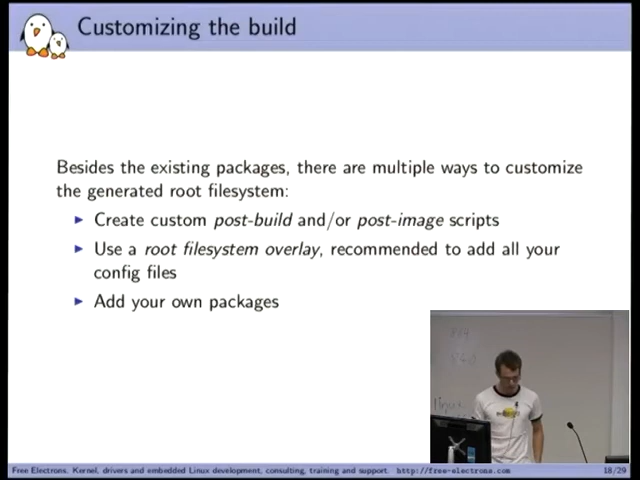 Customizing the build
Besides the existing packages, there are multiple ways to customize
the generated root filesystem:
Create custom post-build and/or post-image scripts
Use a root filesystem overlay, recommended to add all your
config files
Add your own packages
Free Electrons. Kernel, drivers and embedded Linux development, consulting, training and support. http://free-electrons.com
18/29